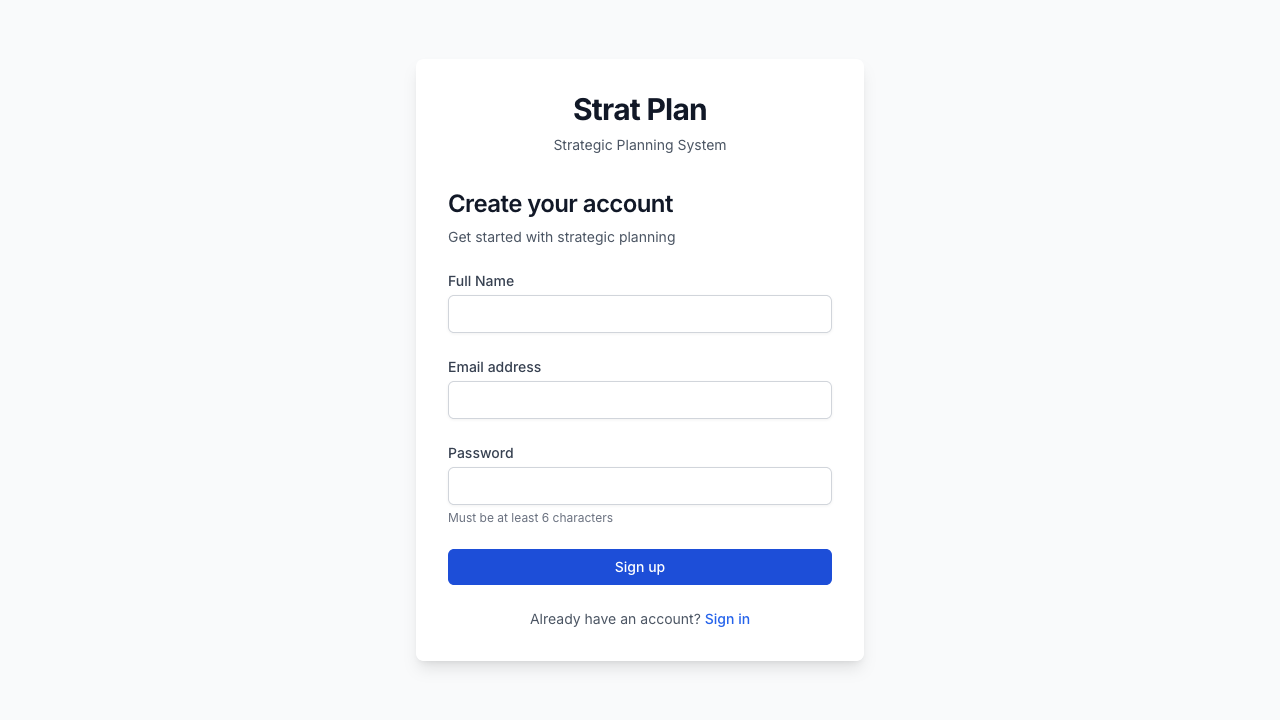 Strat Plan
Strategic Planning System
Create your account
Get started with strategic planning
Full Name
Email address
Password
Must be at least 6 characters
Sign up
Already have an account? Sign in